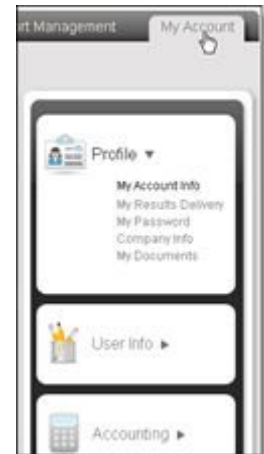 rt Management
My Account
Profile ▼
My Account Info
My Results Delivery
My Password
Company Info
My Documents
User Info ►
Accounting ►